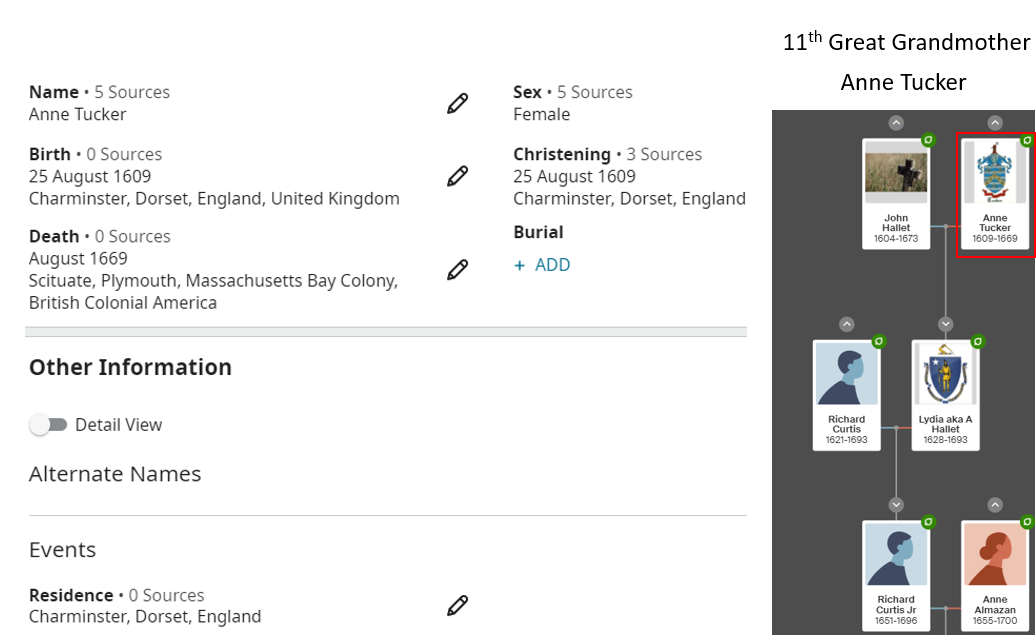 11th Great Grandmother
Anne Tucker
Name • 5 Sources
Anne Tucker
Sex • 5 Sources
Female
Birth • 0 Sources
25 August 1609
Charminster, Dorset, England, United Kingdom
Christening • 3 Sources
25 August 1609
Charminster, Dorset, England
Death • 0 Sources
August 1669
Scituate, Plymouth, Massachusetts Bay Colony,
British Colonial America
Burial
+ ADD
Other Information
Detail View
Alternate Names
Events
Residence • 0 Sources
Charminster, Dorset, England
John
Hallet
1604-1673
Anne
Tucker
1609-1669
Richard
Curtis
1621-1693
Lydia aka A
Hallet
1628-1693
Richard
Curtis Jr
1651-1696
Anne
Almazan
1655-1700